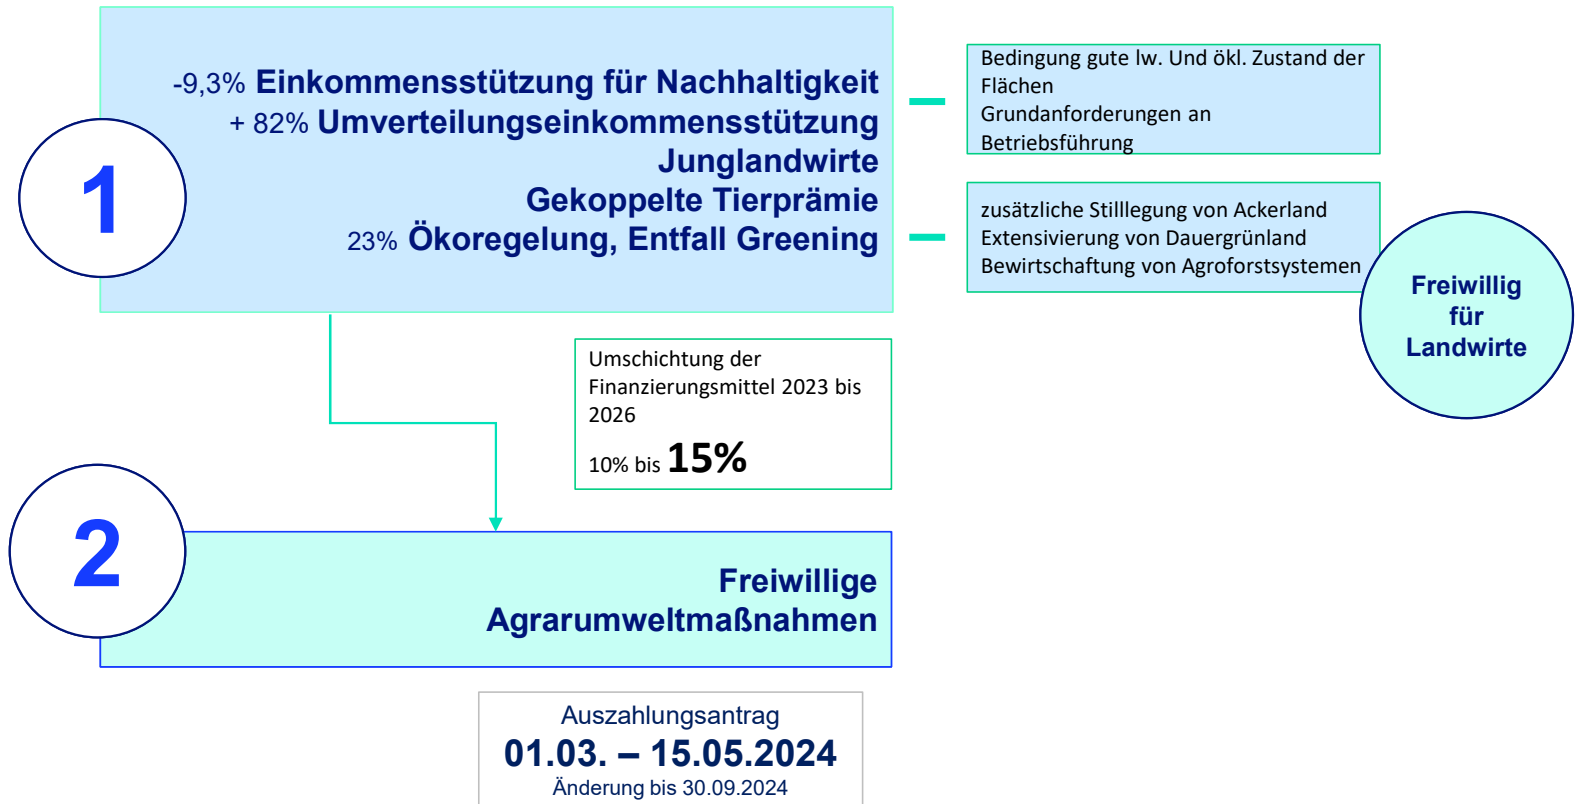 1
-9,3% Einkommensstützung für Nachhaltigkeit
+ 82% Umverteilungseinkommensstützung
Junglandwirte
Gekoppelte Tierprämie
23% Ökoregelung, Entfall Greening
Bedingung gute lw. Und ökl. Zustand der
Flächen
Grundanforderungen an
Betriebsführung
zusätzliche Stilllegung von Ackerland
Extensivierung von Dauergrünland
Bewirtschaftung von Agroforstsystemen
Freiwillig
für
Landwirte
Umschichtung der
Finanzierungsmittel 2023 bis
2026
10% bis 15%
2
Freiwillige
Agrarumweltmaßnahmen
Auszahlungsantrag
01.03. – 15.05.2024
Änderung bis 30.09.2024